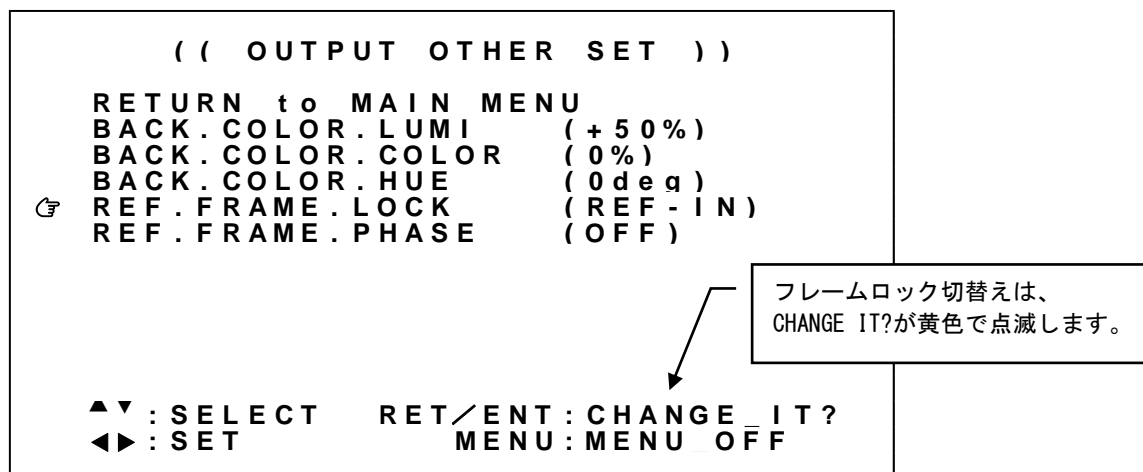 (( OUTPUT OTHER SET ))
RETURN to MAIN MENU
BACK.COLOR.LUMI (+50%)
BACK.COLOR.COLOR (0%)
BACK.COLOR.HUE (0deg)
☞ REF.FRAME.LOCK (REF-IN)
REF.FRAME.PHASE (OFF)
フレームロック切替えは、
CHANGE IT?が黄色で点滅します。
▲▼:SELECT RET/ENT:CHANGE_IT?
◀▶:SET MENU:MENU_OFF